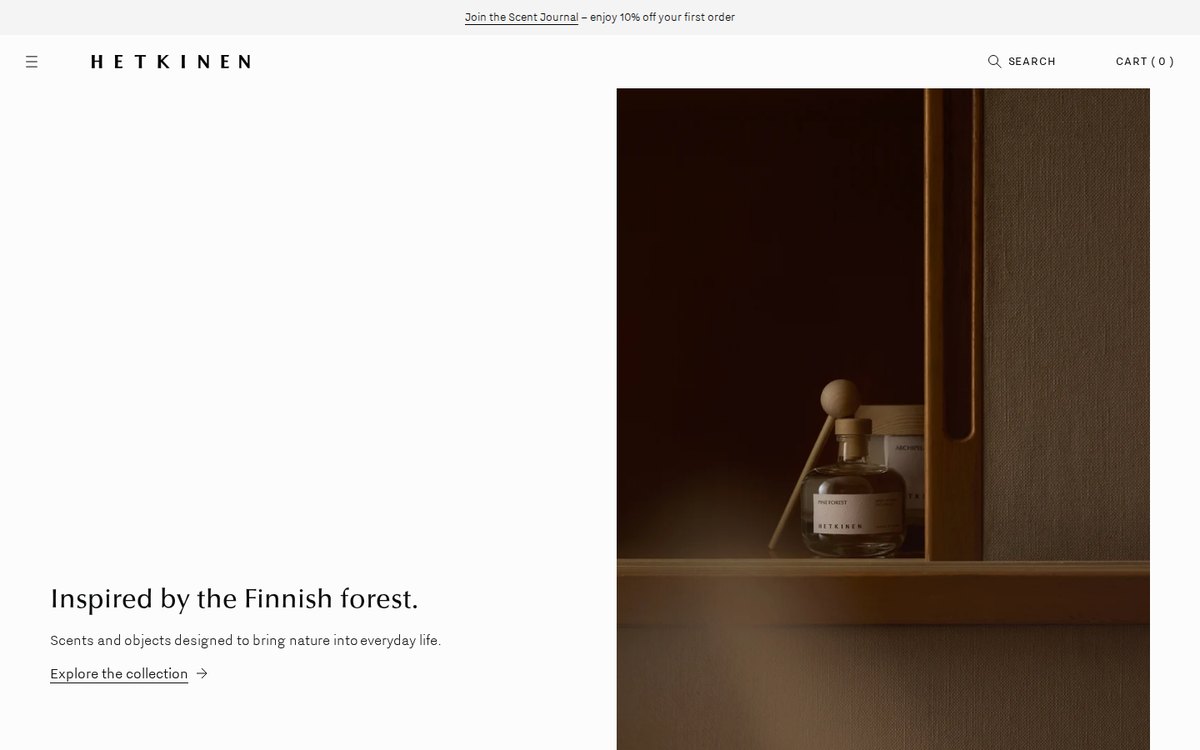 Join the Scent Journal – enjoy 10% off your first order
HETKINEN
SEARCH
CART ( 0 )
PINE FOREST
HETKINEN
Inspired by the Finnish forest.
Scents and objects designed to bring nature into everyday life.
Explore the collection →